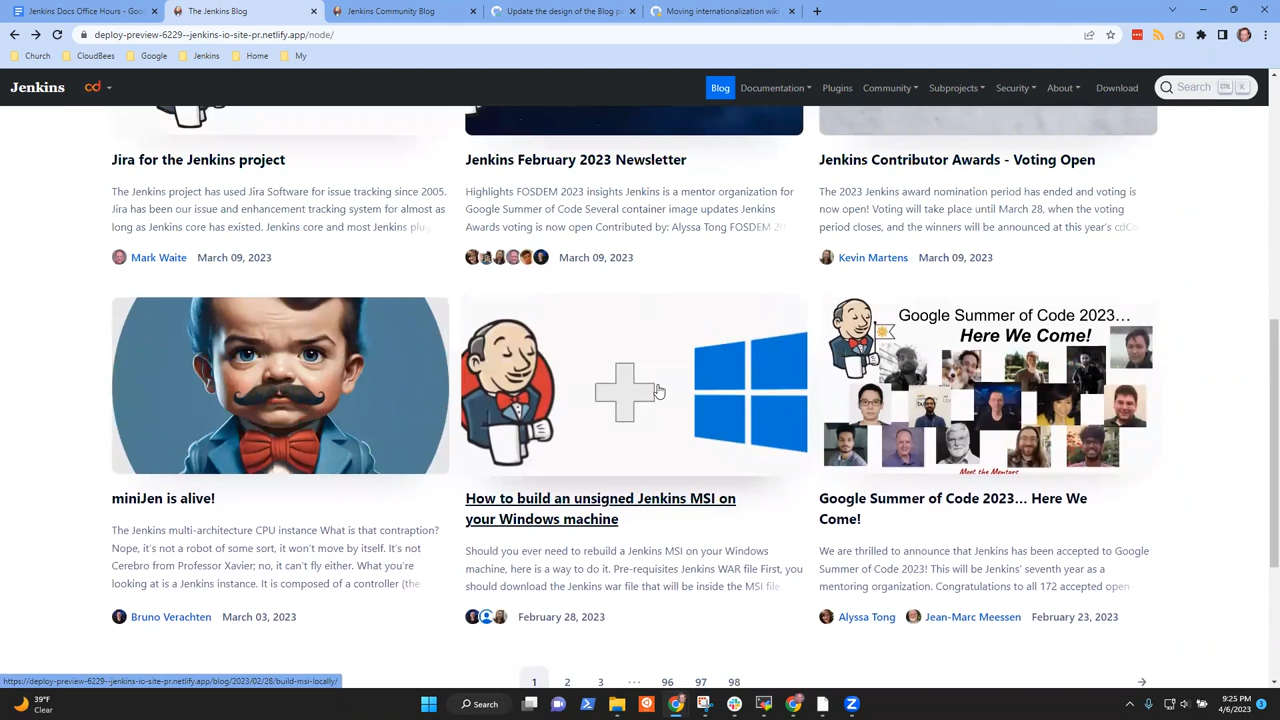 Jenkins Docs Office Hours - Goo
The Jenkins Blog
Jenkins Community Blog
Update the design of the Blog pa
Moving internationalization wiki
deploy-preview-6229--jenkins-io-site-pr.netlify.app/node/
Church
CloudBees
Google
Jenkins
Home
My
Jenkins
cd
Blog
Documentation
Plugins
Community
Subprojects
Security
About
Download
Search
CTRL
K
Jira for the Jenkins project
The Jenkins project has used Jira Software for issue tracking since 2005.
Jira has been our issue and enhancement tracking system for almost as
long as Jenkins core has existed. Jenkins core and most Jenkins plug
Mark Waite March 09, 2023
Jenkins February 2023 Newsletter
Highlights FOSDEM 2023 insights Jenkins is a mentor organization for
Google Summer of Code Several container image updates Jenkins
Awards voting is now open Contributed by: Alyssa Tong FOSDEM 20
March 09, 2023
Jenkins Contributor Awards - Voting Open
The 2023 Jenkins award nomination period has ended and voting is
now open! Voting will take place until March 28, when the voting
period closes, and the winners will be announced at this year's cdCo
Kevin Martens March 09, 2023
miniJen is alive!
The Jenkins multi-architecture CPU instance What is that contraption?
Nope, it's not a robot of some sort, it won't move by itself. It's not
Cerebro from Professor Xavier; no, it can't fly either. What you're
looking at is a Jenkins instance. It is composed of a controller (the
Bruno Verachten March 03, 2023
How to build an unsigned Jenkins MSI on
your Windows machine
Should you ever need to rebuild a Jenkins MSI on your Windows
machine, here is a way to do it. Pre-requisites Jenkins WAR file First, you
should download the Jenkins war file that will be inside the MSI file.
February 28, 2023
Google Summer of Code 2023...
Here We Come!
Meet the Mentors
Google Summer of Code 2023... Here We
Come!
We are thrilled to announce that Jenkins has been accepted to Google
Summer of Code 2023! This will be Jenkins' seventh year as a
mentoring organization. Congratulations to all 172 accepted open
Alyssa Tong Jean-Marc Meessen February 23, 2023
1 2 3 ... 96 97 98
https://deploy-preview-6229--jenkins-io-site-pr.netlify.app/blog/2023/02/28/build-msi-locally/
39°F
Clear
Search
9:25 PM
4/6/2023
3